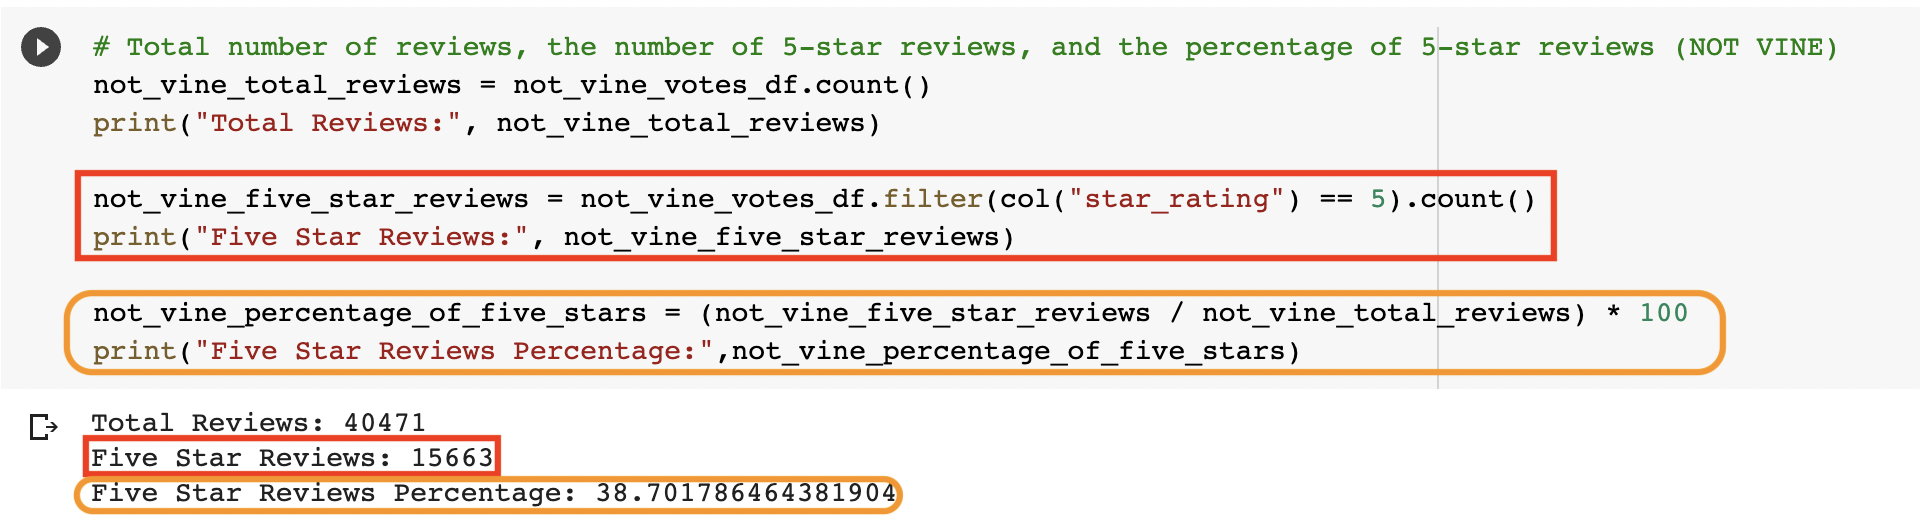 # Total number of reviews, the number of 5-star reviews, and the percentage of 5-star reviews (NOT VINE)
not_vine_total_reviews = not_vine_votes_df.count()
print("Total Reviews:", not_vine_total_reviews)
not_vine_five_star_reviews = not_vine_votes_df.filter(col("star_rating") == 5).count()
print("Five Star Reviews:", not_vine_five_star_reviews)
not_vine_percentage_of_five_stars = (not_vine_five_star_reviews / not_vine_total_reviews) * 100
print("Five Star Reviews Percentage:",not_vine_percentage_of_five_stars)
Total Reviews: 40471
Five Star Reviews: 15663
Five Star Reviews Percentage: 38.701786464381904